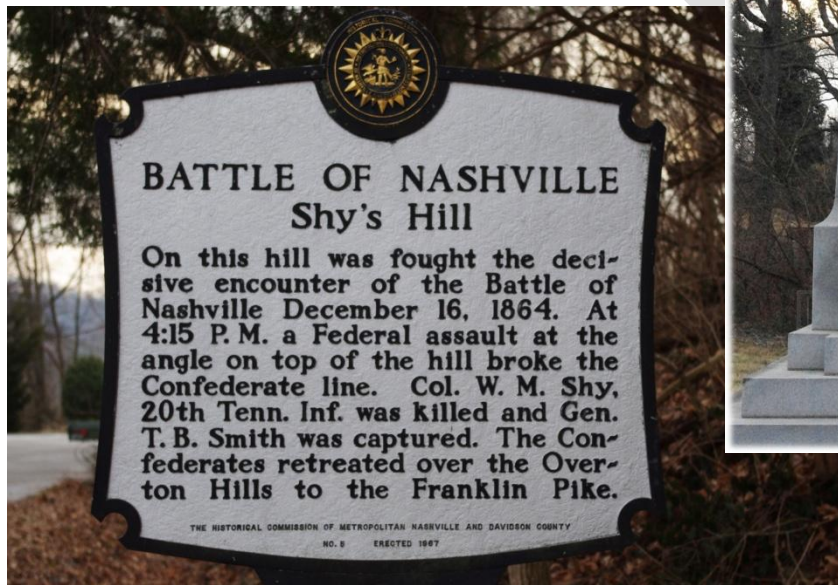 BATTLE OF NASHVILLE
Shy's Hill
On this hill was fought the deci-
sive encounter of the Battle of
Nashville December 16, 1864. At
4:15 P. M. a Federal assault at the
angle on top of the hill broke the
Confederate line. Col. W. M. Shy,
20th Tenn. Inf. was killed and Gen.
T. B. Smith was captured. The Con-
federates retreated over the Over-
ton Hills to the Franklin Pike.
THE HISTORICAL COMMISSION OF METROPOLITAN NASHVILLE AND DAVIDSON COUNTY
NO. 5 ERECTED 1967